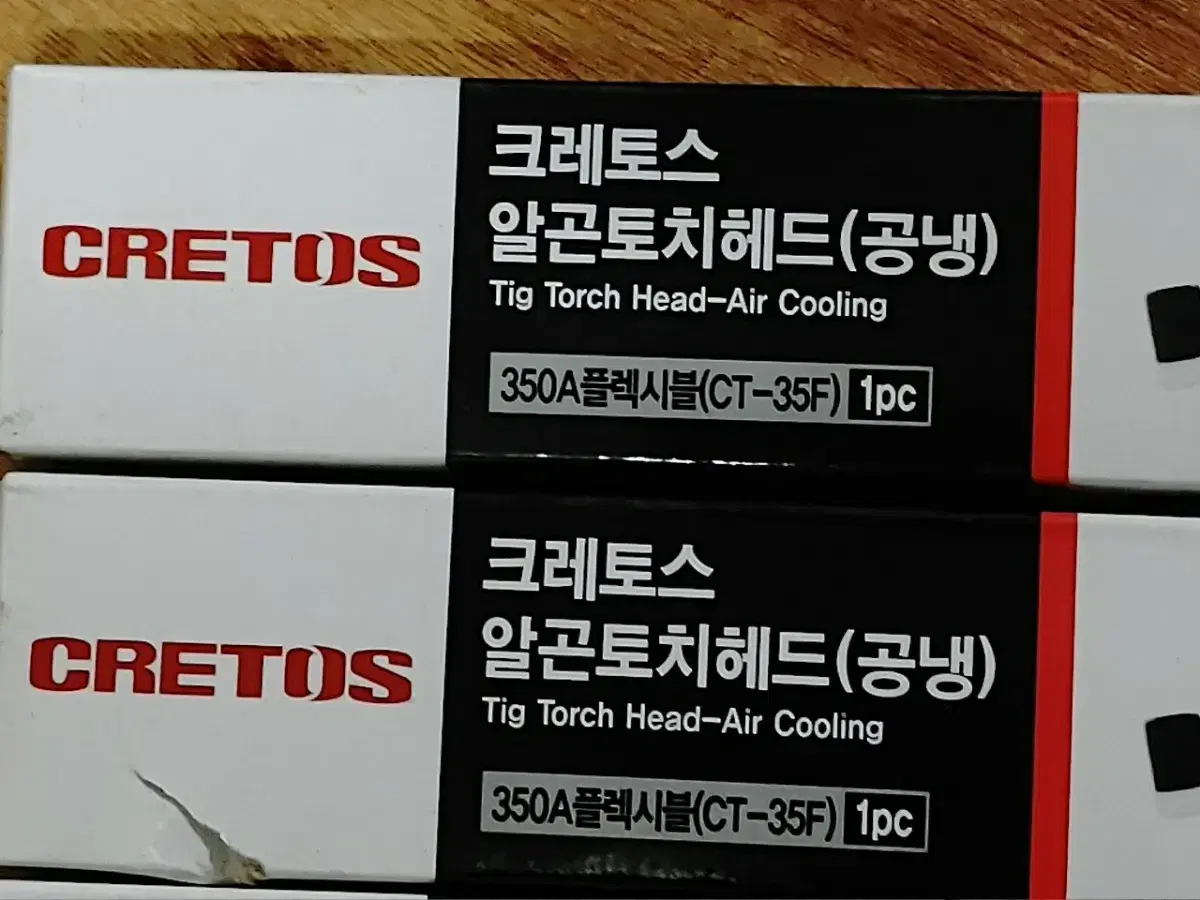 CRETOS
크레토스
알곤토치헤드(공냉)
Tig Torch Head-Air Cooling
350A플렉시블(CT-35F) 1pc
CRETOS
크레토스
알곤토치헤드(공냉)
Tig Torch Head-Air Cooling
350A플렉시블(CT-35F) 1pc